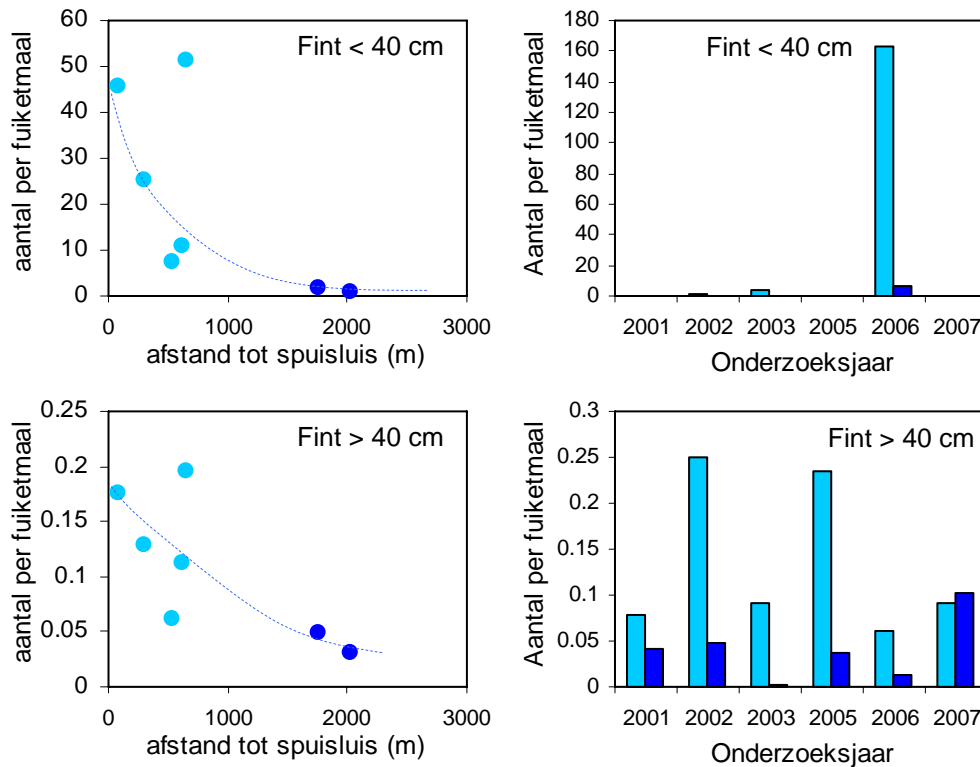 Fint < 40 cm
aantal per fuiketmaal
60
50
40
30
20
10
0
0 1000 2000 3000
afstand tot spuisluis (m)
Fint < 40 cm
Aantal per fuiketmaal
180
160
140
120
100
80
60
40
20
0
2001 2002 2003 2005 2006 2007
Onderzoeksjaar
Fint > 40 cm
aantal per fuiketmaal
0.25
0.2
0.15
0.1
0.05
0
0 1000 2000 3000
afstand tot spuisluis (m)
Fint > 40 cm
Aantal per fuiketmaal
0.3
0.25
0.2
0.15
0.1
0.05
0
2001 2002 2003 2005 2006 2007
Onderzoeksjaar